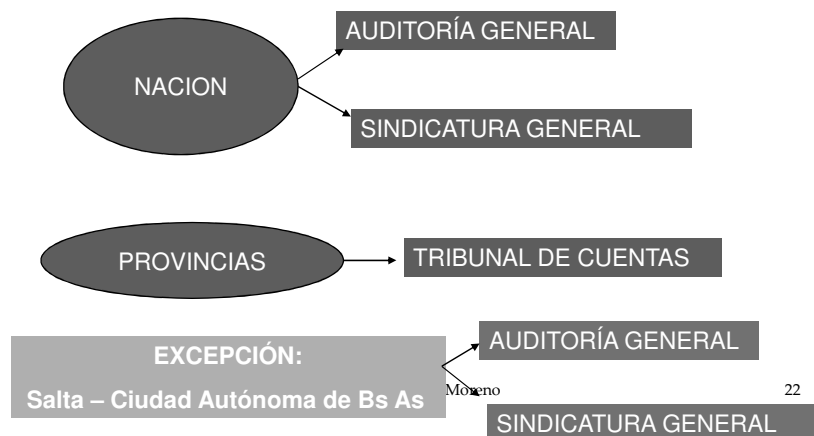 AUDITORÍA GENERAL
NACION
SINDICATURA GENERAL
PROVINCIAS
TRIBUNAL DE CUENTAS
EXCEPCIÓN:
Salta – Ciudad Autónoma de Bs As
AUDITORÍA GENERAL
Moreno
22
SINDICATURA GENERAL